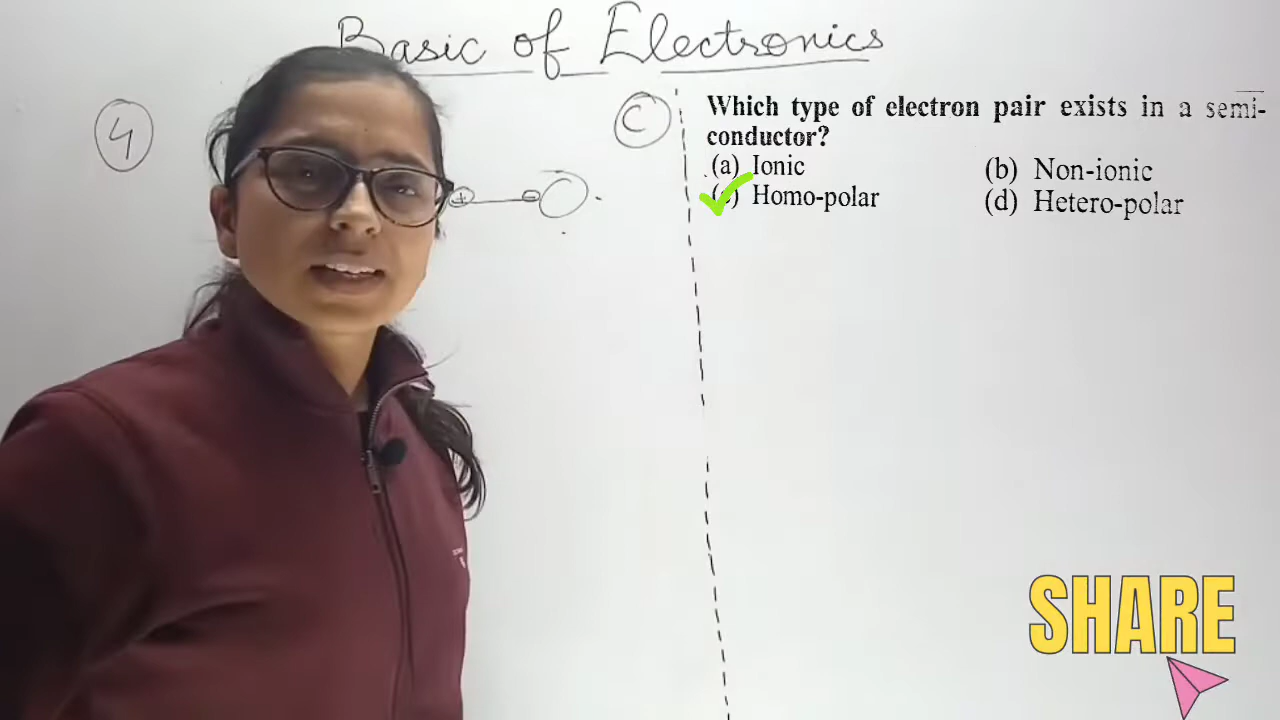 Basic of Electronics
4
C
Which type of electron pair exists in a semi-
conductor?
(a) Ionic
(b) Non-ionic
(c) Homo-polar
(d) Hetero-polar
+
-
SHARE